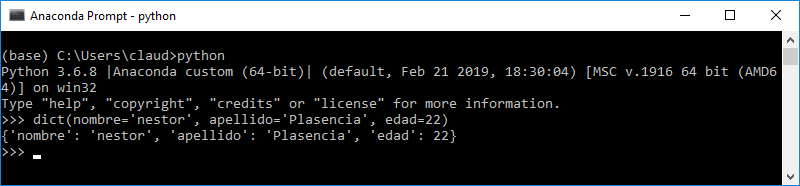 Anaconda Prompt - python
(base) C:\Users\claud>python
Python 3.6.8 |Anaconda custom (64-bit)| (default, Feb 21 2019, 18:30:04) [MSC v.1916 64 bit (AMD6
4)] on win32
Type "help", "copyright", "credits" or "license" for more information.
>>> dict(nombre='nestor', apellido='Plasencia', edad=22)
{'nombre': 'nestor', 'apellido': 'Plasencia', 'edad': 22}
>>>